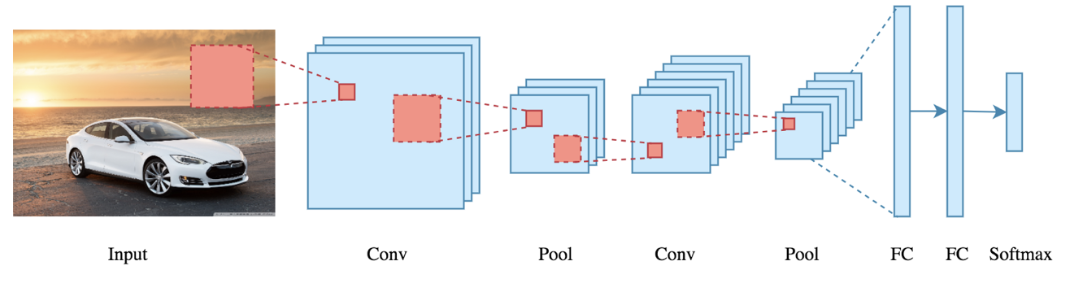 Input
Conv
Pool
Conv
Pool
FC
FC
Softmax